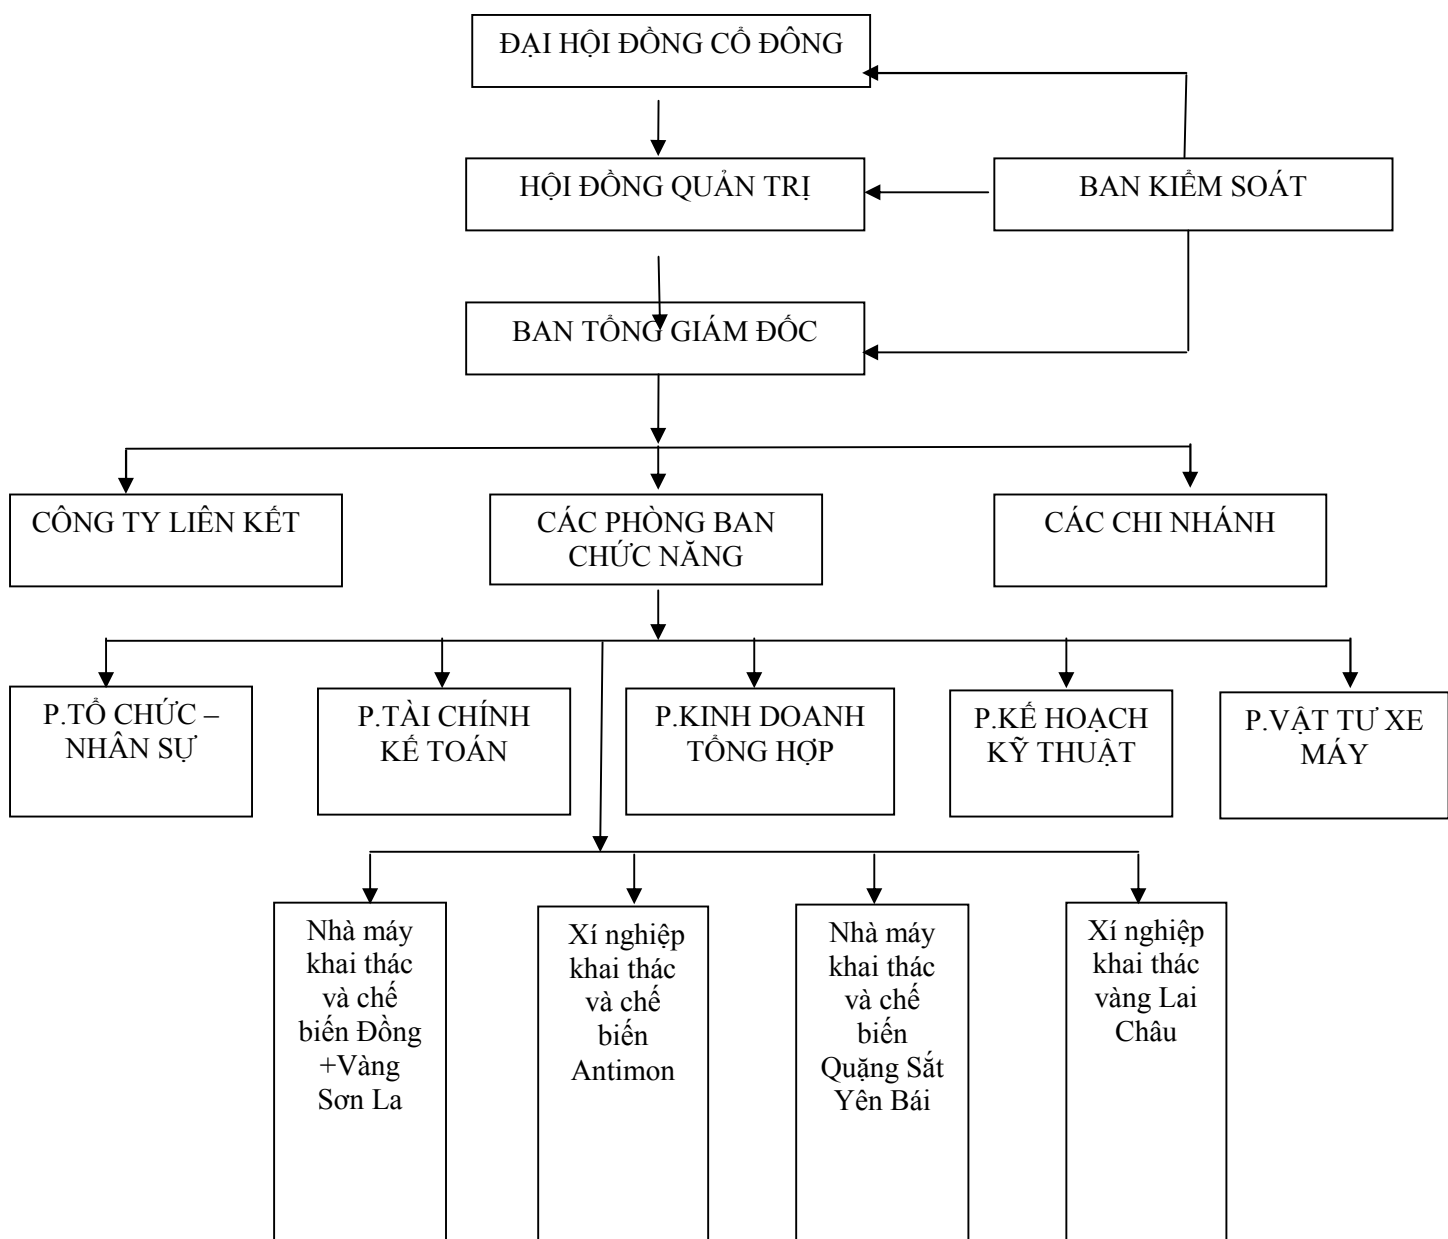 ĐẠI HỘI ĐỒNG CỔ ĐÔNG
HỘI ĐỒNG QUẢN TRỊ
BAN KIỂM SOÁT
BAN TỔNG GIÁM ĐỐC
CÔNG TY LIÊN KẾT
CÁC PHÒNG BAN
CHỨC NĂNG
CÁC CHI NHÁNH
P.TỔ CHỨC –
NHÂN SỰ
P.TÀI CHÍNH
KẾ TOÁN
P.KINH DOANH
TỔNG HỢP
P.KẾ HOẠCH
KỸ THUẬT
P.VẬT TƯ XE
MÁY
Nhà máy
khai thác
và chế
biến Đồng
+Vàng
Sơn La
Xí nghiệp
khai thác
và chế
biến
Antimon
Nhà máy
khai thác
và chế
biến
Quặng Sắt
Yên Bái
Xí nghiệp
khai thác
vàng Lai
Châu